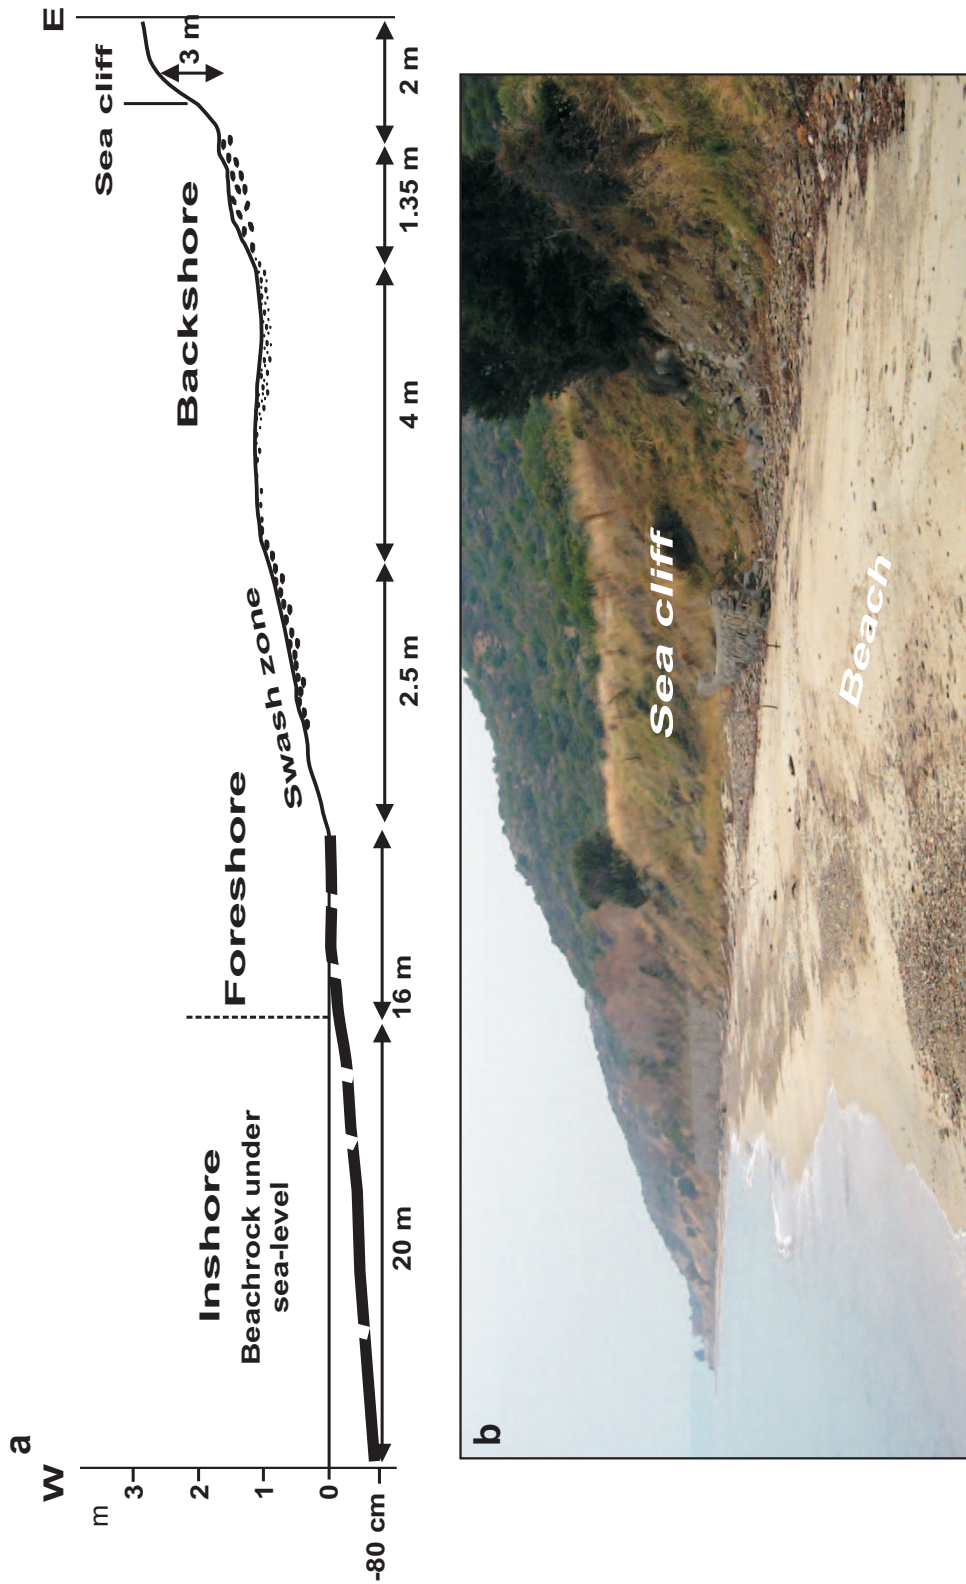 a
W
E
m
3
2
1
0
-80 cm
Inshore
Beachrock under
sea-level
Foreshore
Swash zone
Backshore
Sea cliff
3 m
20 m
16 m
2.5 m
4 m
1.35 m
2 m
b
Sea cliff
Beach